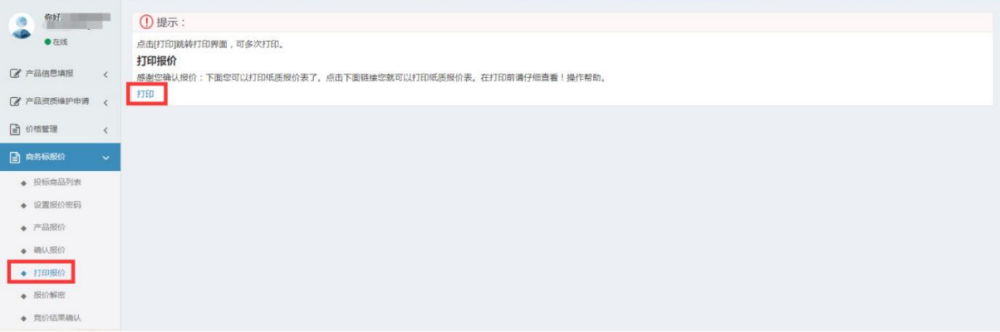 你好,
在线
产品信息填报
产品资质维护申请
价格管理
商务标报价
投标商品列表
设置报价密码
产品报价
确认报价
打印报价
报价解密
竞价结果确认
提示：
点击[打印]跳转打印界面，可多次打印。
打印报价
感谢您确认报价：下面您可以打印纸质报价表了。点击下面链接您就可以打印纸质报价表。在打印前请仔细查看！操作帮助。
打印